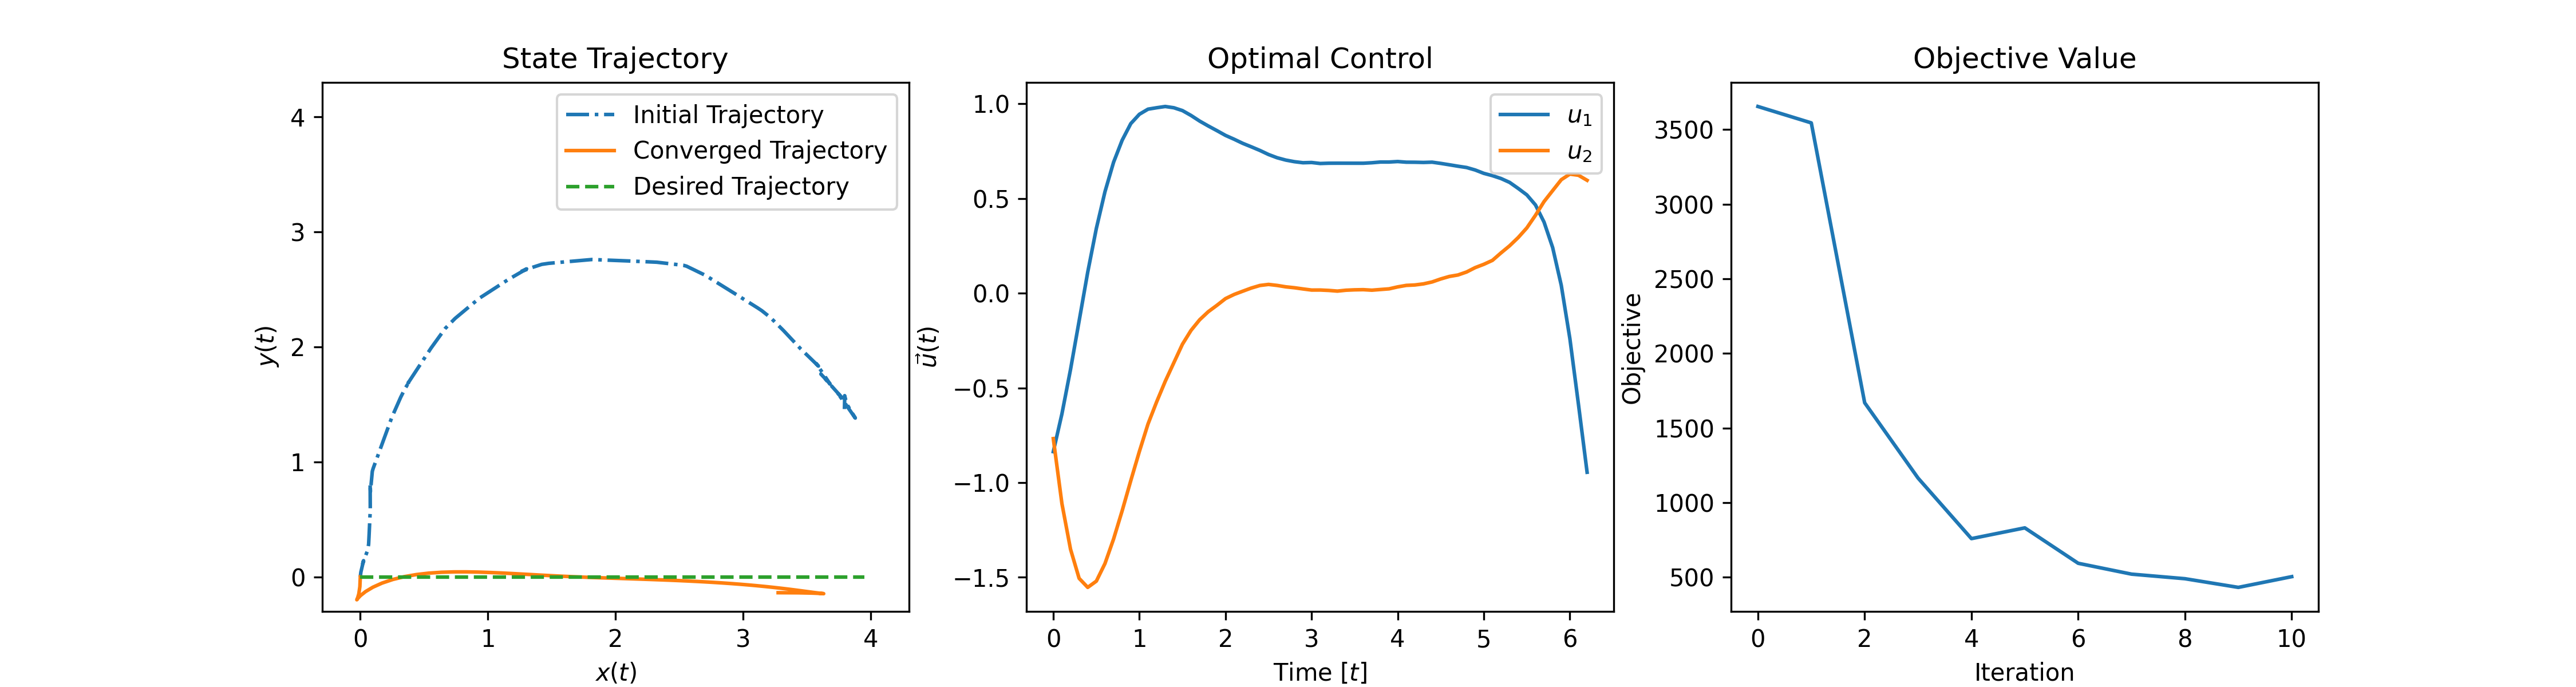 State Trajectory
Initial Trajectory
Converged Trajectory
Desired Trajectory
4
3
2
1
0
y(t)
0 1 2 3 4
x(t)
Optimal Control
u₁
u₂
1.0
0.5
0.0
−0.5
−1.0
−1.5
u⃗(t)
0 1 2 3 4 5 6
Time [t]
Objective Value
3500
3000
2500
2000
1500
1000
500
Objective
0 2 4 6 8 10
Iteration